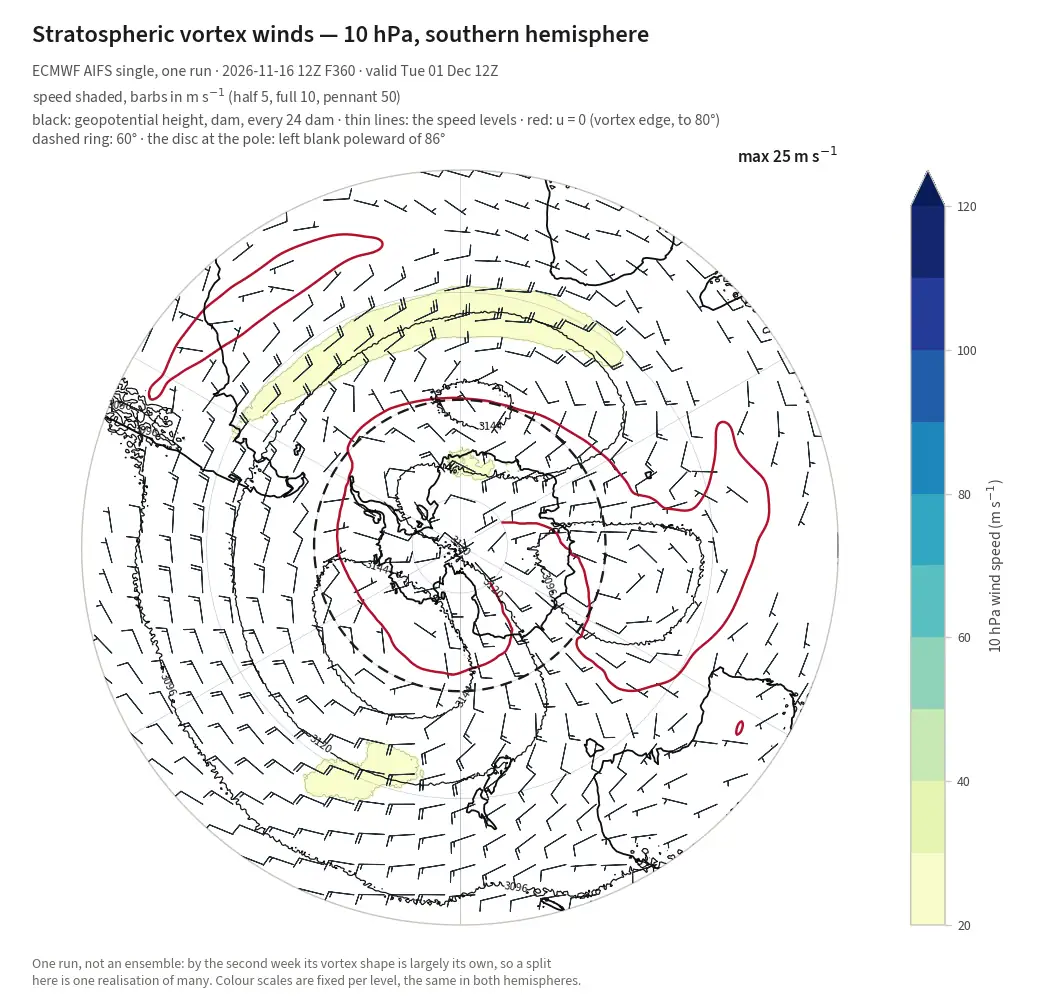 Stratospheric vortex winds — 10 hPa, southern hemisphere
ECMWF AIFS single, one run · 2026-11-16 12Z F360 · valid Tue 01 Dec 12Z
speed shaded, barbs in m s⁻¹ (half 5, full 10, pennant 50)
black: geopotential height, dam, every 24 dam · thin lines: the speed levels · red: u = 0 (vortex edge, to 80°)
dashed ring: 60° · the disc at the pole: left blank poleward of 86°
max 25 m s⁻¹
120
100
80
60
40
20
10 hPa wind speed (m s⁻¹)
3144
3144
3120
3096
3144
3096
3120
3096
One run, not an ensemble: by the second week its vortex shape is largely its own, so a split
here is one realisation of many. Colour scales are fixed per level, the same in both hemispheres.